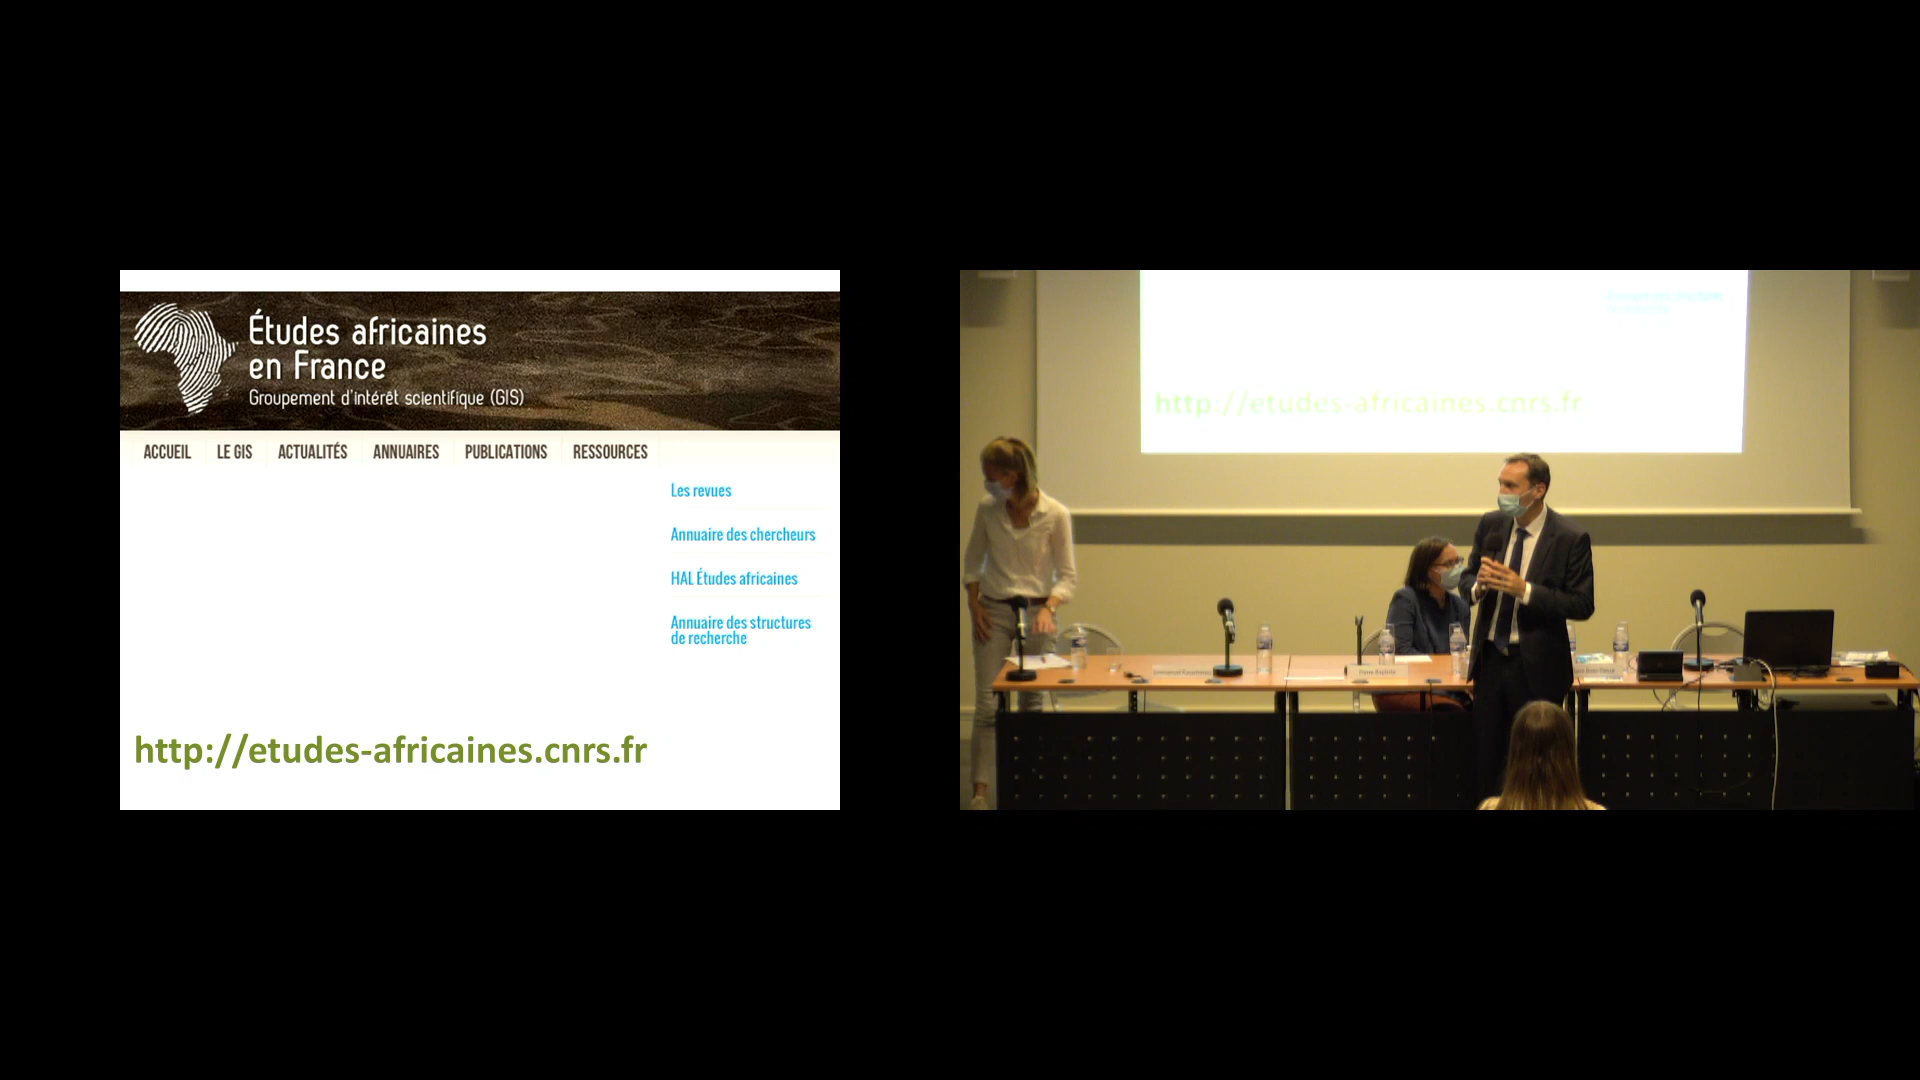 Études africaines
en France
Groupement d'intérêt scientifique (GIS)
ACCUEIL LE GIS ACTUALITÉS ANNUAIRES PUBLICATIONS RESSOURCES
Les revues
Annuaire des chercheurs
HAL Études africaines
Annuaire des structures
de recherche
http://etudes-africaines.cnrs.fr
http://etudes-africaines.cnrs.fr